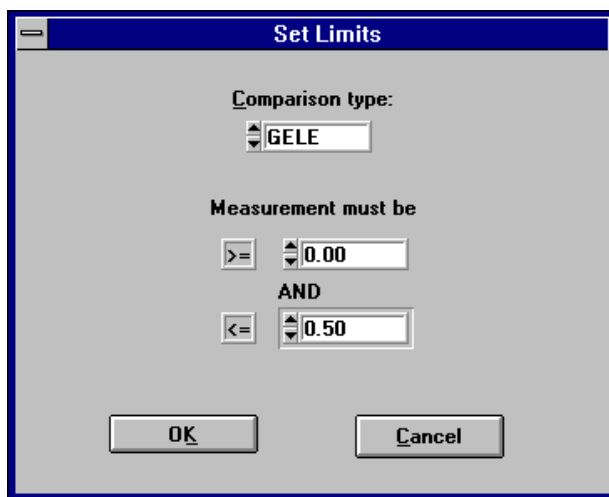 Set Limits
Comparison type:
GELE
Measurement must be
>= 0.00
AND
<= 0.50
OK Cancel